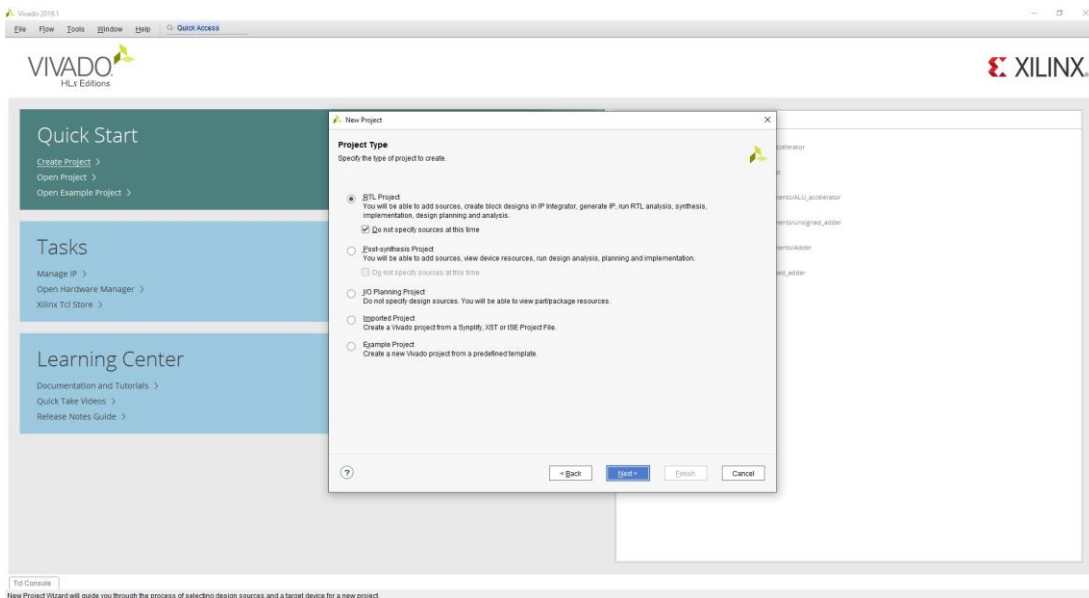 Vivado 2019.1
File Flow Tools Window Help Quick Access
VIVADO.
HLx Editions
XILINX.
Quick Start
Create Project >
Open Project >
Open Example Project >
Tasks
Manage IP >
Open Hardware Manager >
Xilinx Tcl Store >
Learning Center
Documentation and Tutorials >
Quick Take Videos >
Release Notes Guide >
New Project
Project Type
Specify the type of project to create.
RTL Project
You will be able to add sources, create block designs in IP Integrator, generate IP, run RTL analysis, synthesis,
implementation, design planning and analysis.
Do not specify sources at this time
Post-synthesis Project
You will be able to add sources, view device resources, run design analysis, planning and implementation.
Do not specify sources at this time
I/O Planning Project
Do not specify design sources. You will be able to view part/package resources.
Imported Project
Create a Vivado project from a Synplify, XST or ISE Project File.
Example Project
Create a new Vivado project from a predefined template.
? < Back Next > Finish Cancel
ments/ALU_accelerator
ments/unsigned_adder
ments/Adder
Tcl Console
New Project Wizard will guide you through the process of selecting design sources and a target device for a new project.